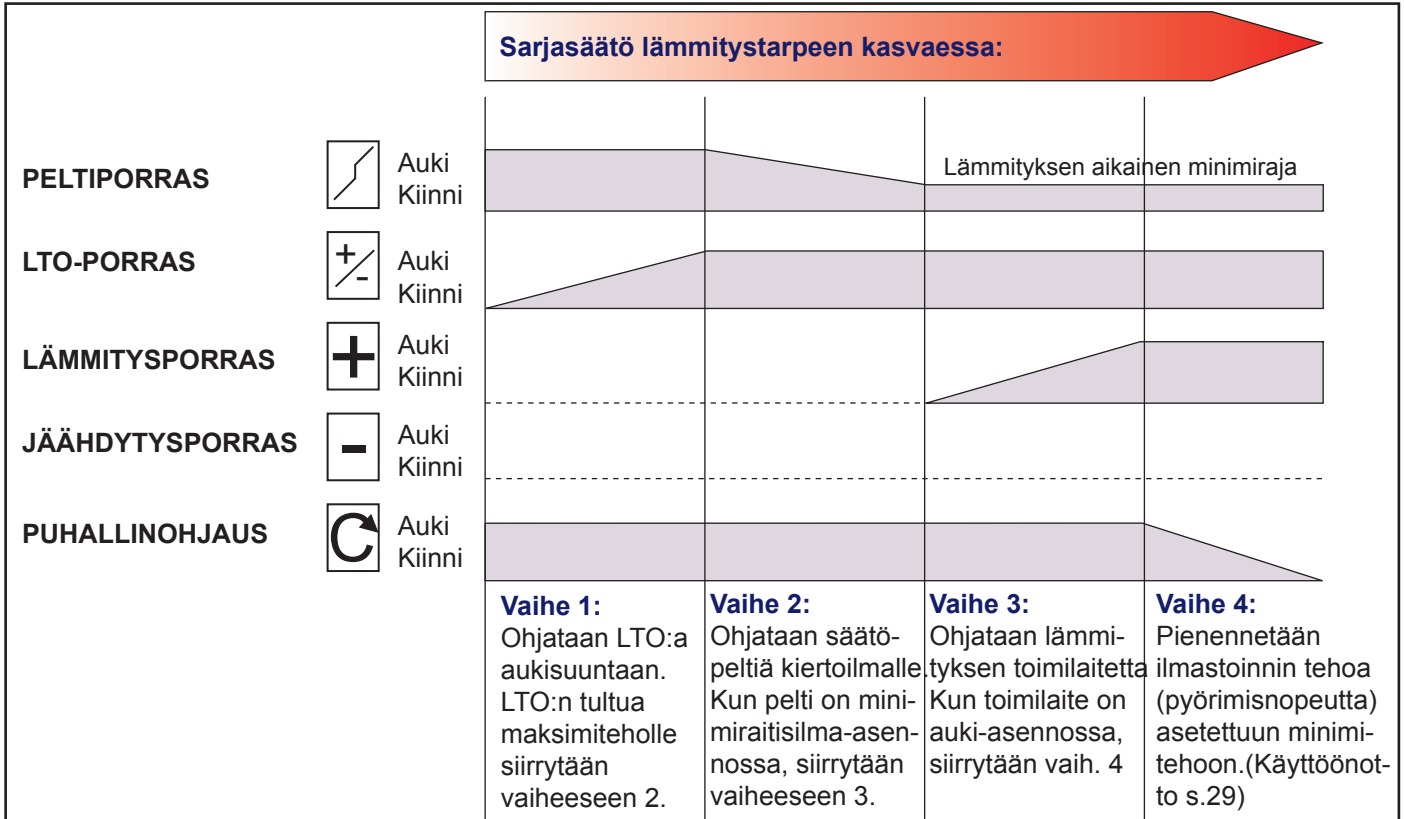 Sarjasäätö lämmitystarpeen kasvaessa:
PELTIPORRAS
Auki
Kiinni
Lämmityksen aikainen minimiraja
LTO-PORRAS
+/-
Auki
Kiinni
LÄMMITYSPORRAS
+
Auki
Kiinni
JÄÄHDYTYSPORRAS
-
Auki
Kiinni
PUHALLINOHJAUS
Auki
Kiinni
Vaihe 1:
Ohjataan LTO:a
aukisuuntaan.
LTO:n tultua
maksimiteholle
siirrytään
vaiheeseen 2.
Vaihe 2:
Ohjataan säätö-
peltiä kiertoilmalle.
Kun pelti on mini-
miraitisilma-asen-
nossa, siirrytään
vaiheeseen 3.
Vaihe 3:
Ohjataan lämmi-
tyksen toimilaitetta
Kun toimilaite on
auki-asennossa,
siirrytään vaih. 4
Vaihe 4:
Pienennetään
ilmastoinnin tehoa
(pyörimisnopeutta)
asetettuun minimi-
tehoon.(Käyttöönot-
to s.29)